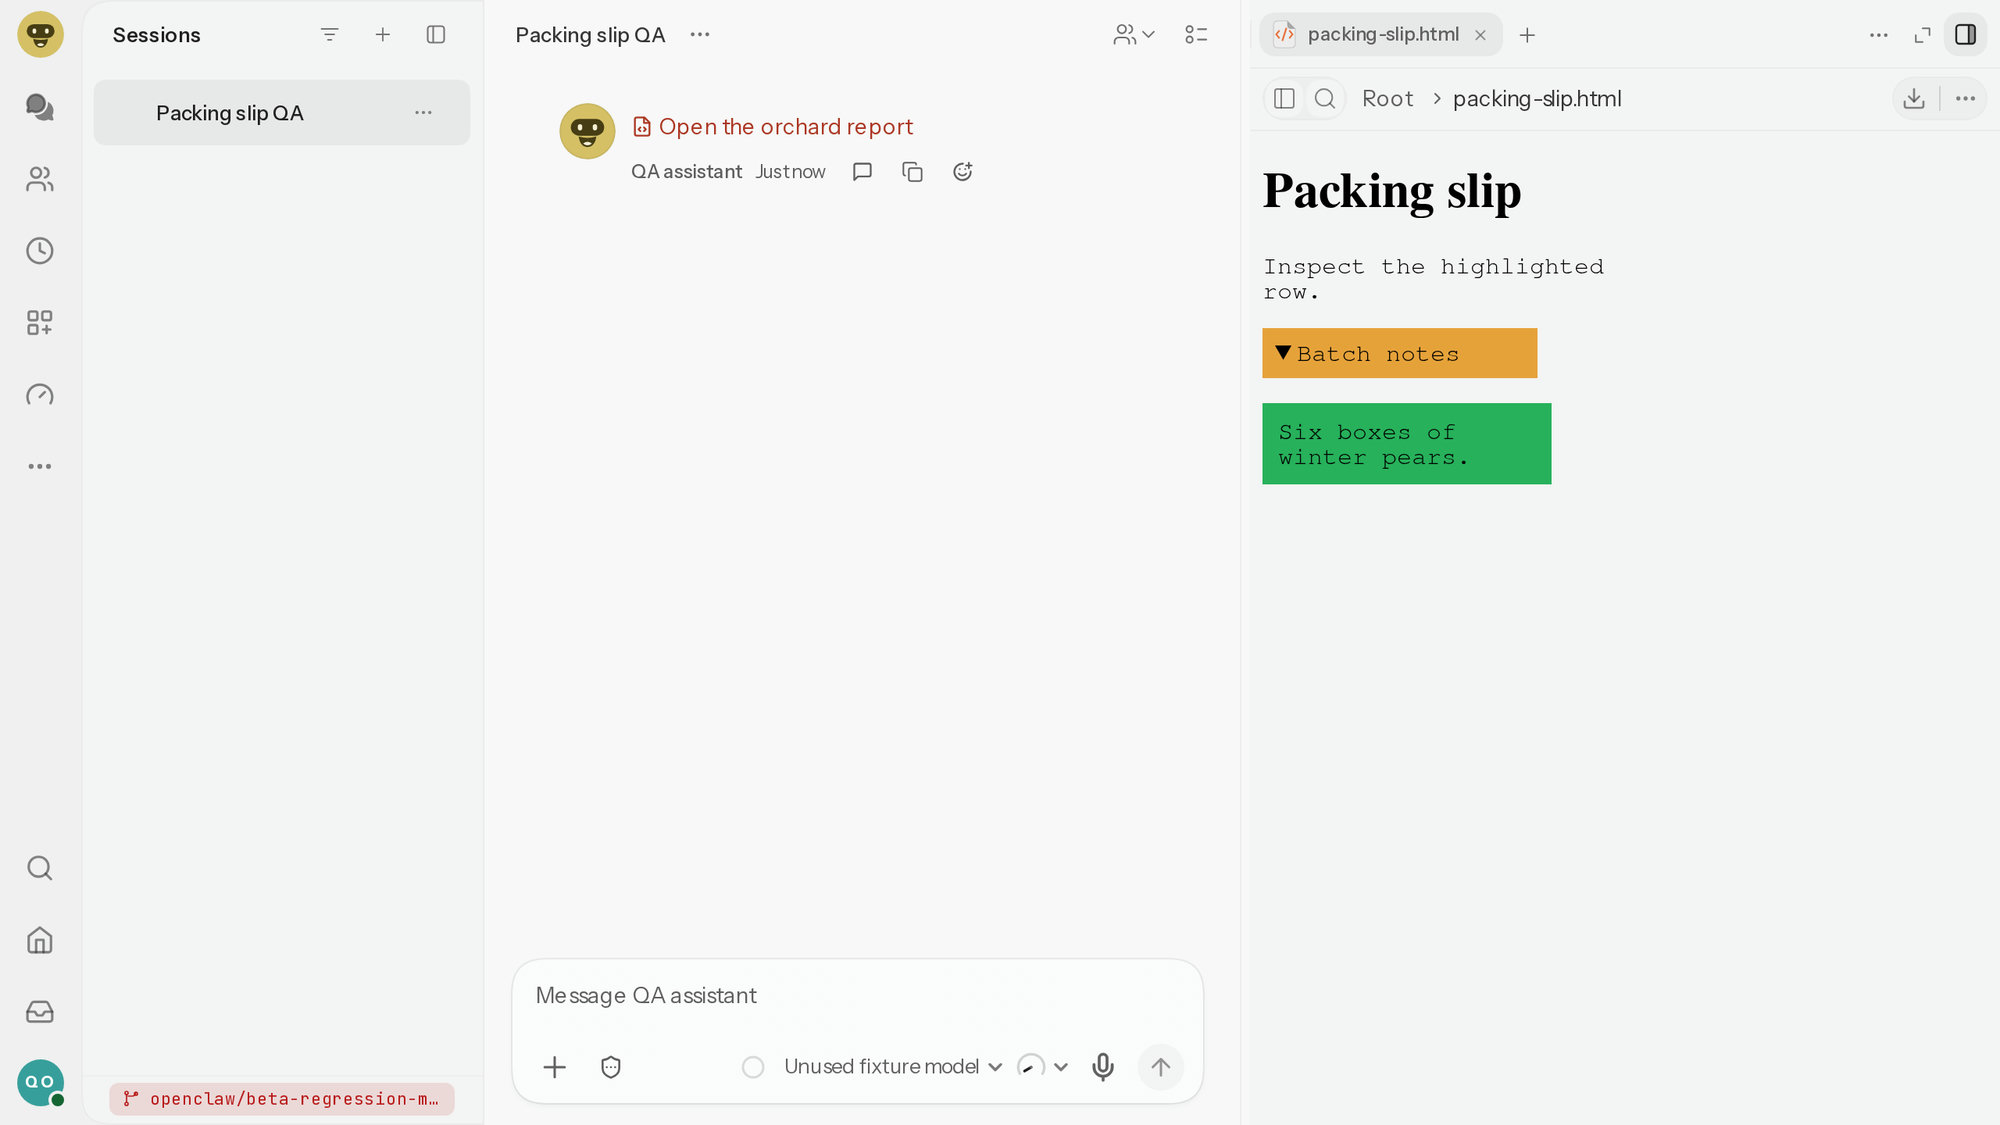 Sessions
Packing slip QA
openclaw/beta-regression-m…
QO
Packing slip QA
Open the orchard report
QA assistant Just now
Message QA assistant
Unused fixture model
packing-slip.html
Root > packing-slip.html
Packing slip
Inspect the highlighted
row.
Batch notes
Six boxes of
winter pears.